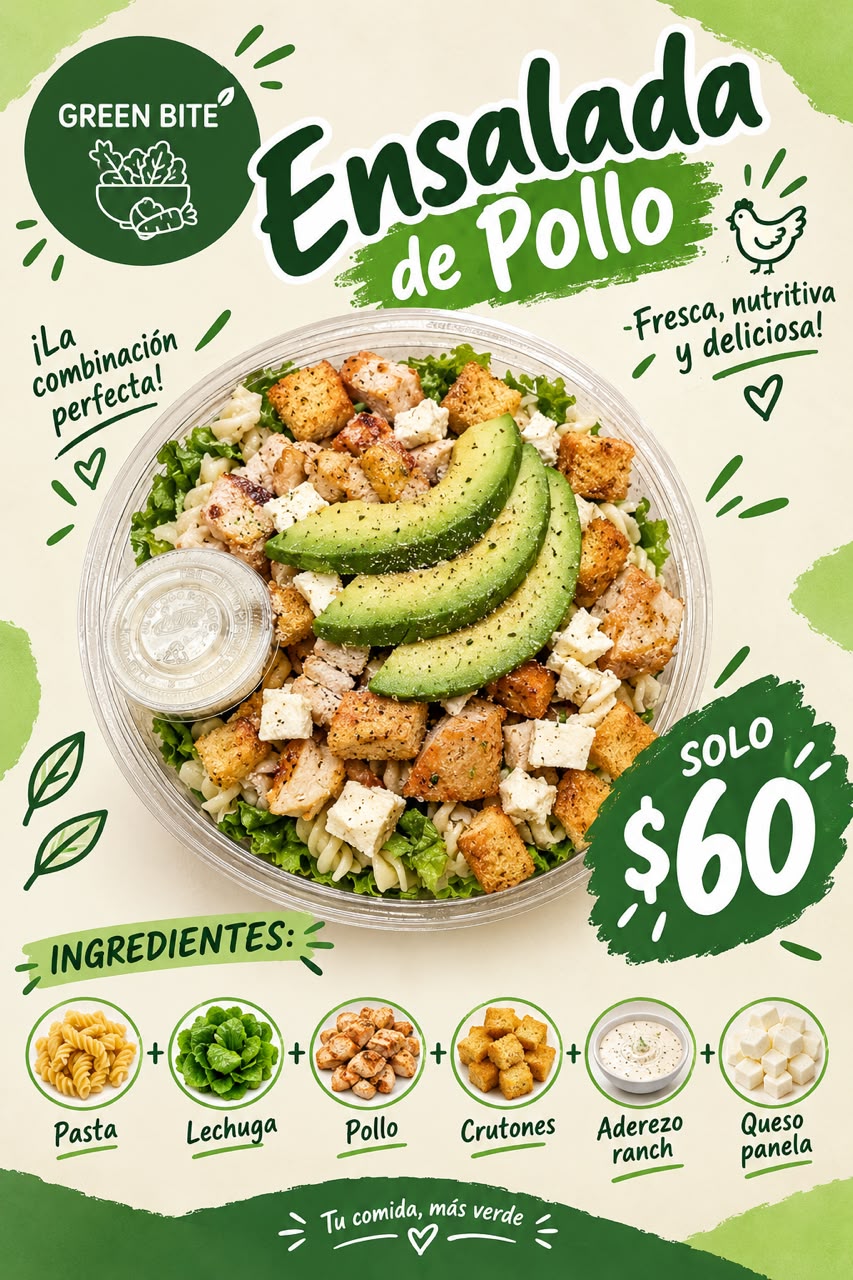 GREEN BITE
Ensalada
de Pollo
¡La
combinación
perfecta!
Fresca, nutritiva
y deliciosa!
SOLO
$60
INGREDIENTES:
Pasta + Lechuga + Pollo + Crutones + Aderezo ranch + Queso panela
Tu comida, más verde